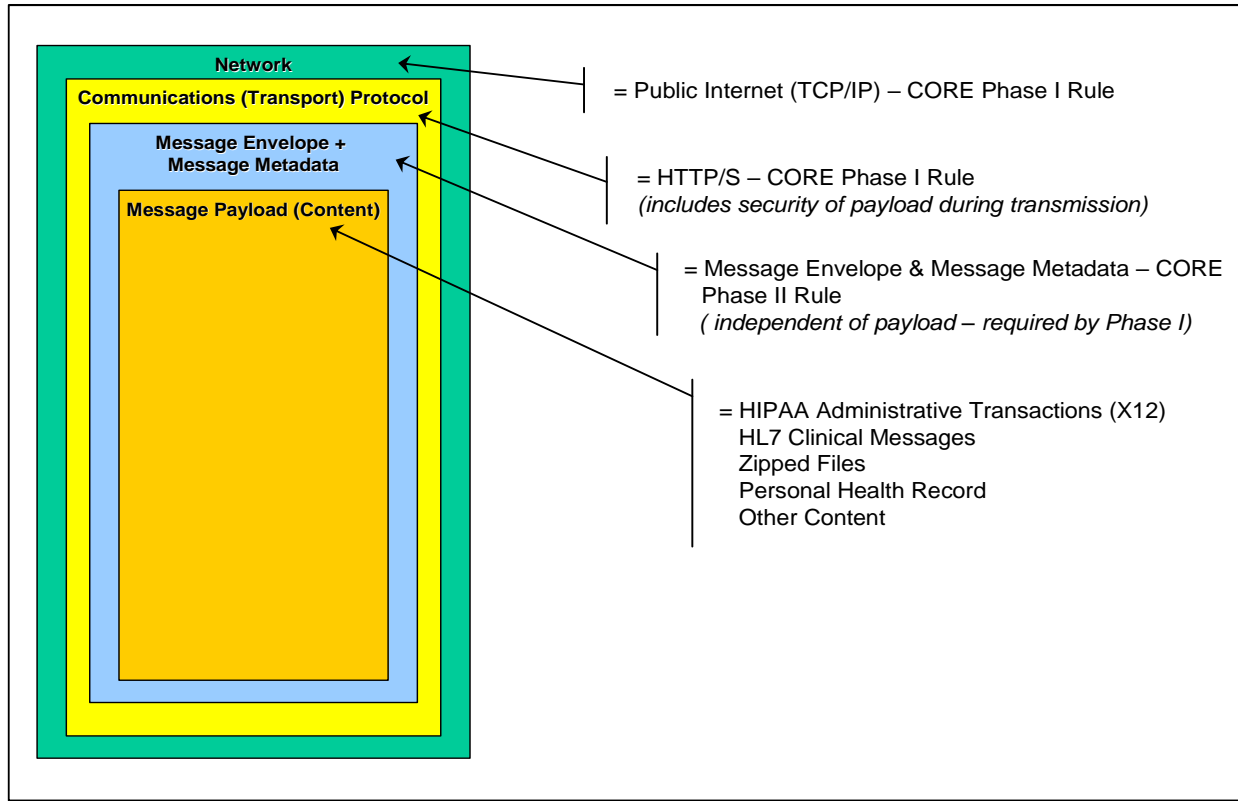 Network
Communications (Transport) Protocol
Message Envelope +
Message Metadata
Message Payload (Content)
= Public Internet (TCP/IP) – CORE Phase I Rule
= HTTP/S – CORE Phase I Rule
(includes security of payload during transmission)
= Message Envelope & Message Metadata – CORE
Phase II Rule
( independent of payload – required by Phase I)
= HIPAA Administrative Transactions (X12)
HL7 Clinical Messages
Zipped Files
Personal Health Record
Other Content